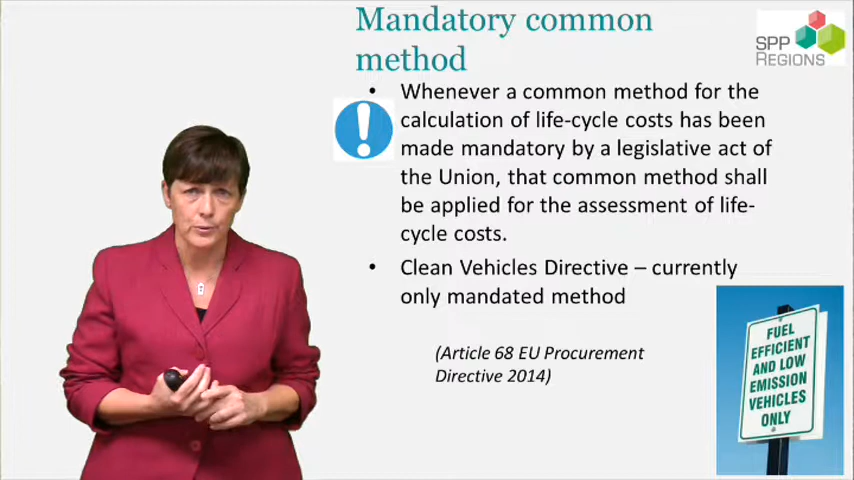 Mandatory common
method
SPP
REGIONS
• Whenever a common method for the
calculation of life-cycle costs has been
made mandatory by a legislative act of
the Union, that common method shall
be applied for the assessment of life-
cycle costs.
• Clean Vehicles Directive – currently
only mandated method
(Article 68 EU Procurement
Directive 2014)
FUEL
EFFICIENT
AND LOW
EMISSION
VEHICLES
ONLY